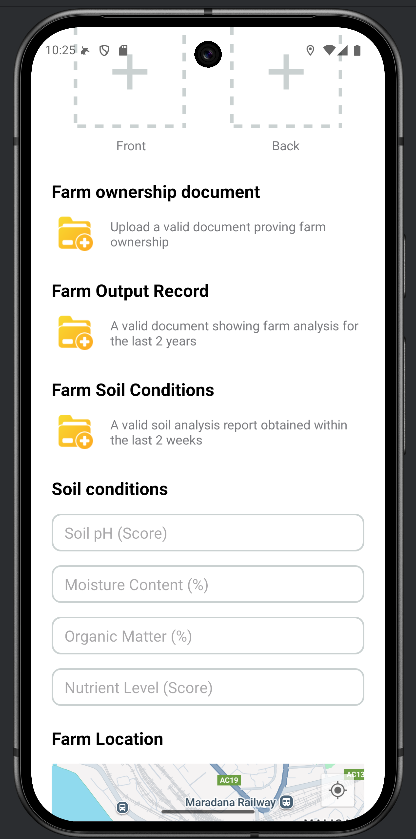 10:25
Front
Back
Farm ownership document
Upload a valid document proving farm
ownership
Farm Output Record
A valid document showing farm analysis for
the last 2 years
Farm Soil Conditions
A valid soil analysis report obtained within
the last 2 weeks
Soil conditions
Soil pH (Score)
Moisture Content (%)
Organic Matter (%)
Nutrient Level (Score)
Farm Location
AC19
Maradana Railway